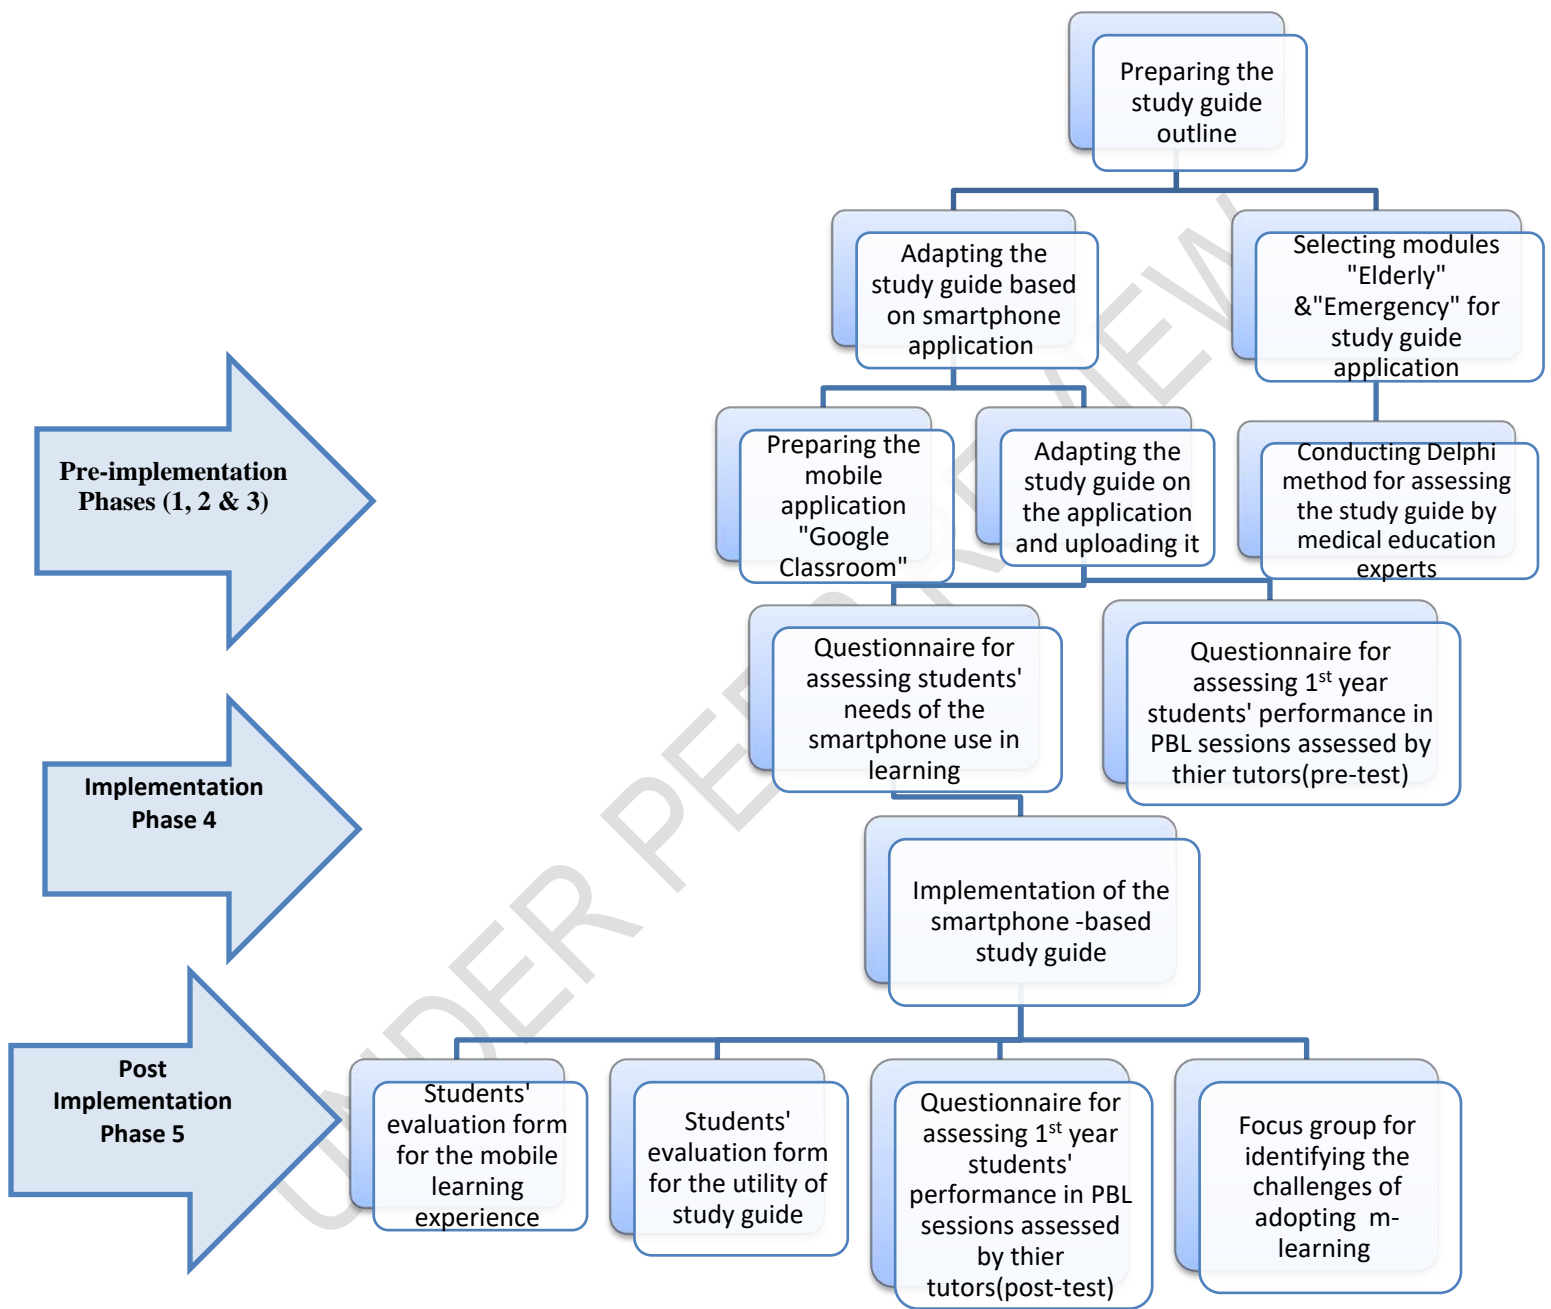 Preparing the
study guide
outline
Adapting the
study guide based
on smartphone
application
Selecting modules
"Elderly"
&"Emergency" for
study guide
application
Pre-implementation
Phases (1, 2 & 3)
Preparing the
mobile
application
"Google
Classroom"
Adapting the
study guide on
the application
and uploading it
Conducting Delphi
method for assessing
the study guide by
medical education
experts
Questionnaire for
assessing students'
needs of the
smartphone use in
learning
Questionnaire for
assessing 1st year
students' performance in
PBL sessions assessed by
thier tutors(pre-test)
Implementation
Phase 4
Implementation of the
smartphone -based
study guide
Post
Implementation
Phase 5
Students'
evaluation form
for the mobile
learning
experience
Students'
evaluation form
for the utility of
study guide
Questionnaire for
assessing 1st year
students'
performance in PBL
sessions assessed
by thier
tutors(post-test)
Focus group for
identifying the
challenges of
adopting  m-
learning
UNDER PEER REVIEW